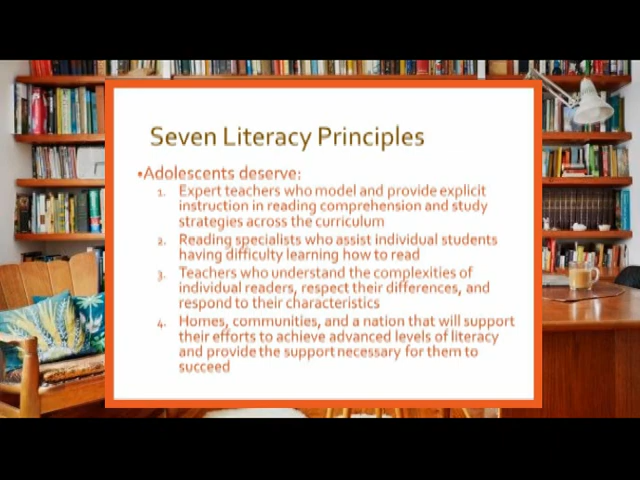 Seven Literacy Principles
•Adolescents deserve:
1. Expert teachers who model and provide explicit
instruction in reading comprehension and study
strategies across the curriculum
2. Reading specialists who assist individual students
having difficulty learning how to read
3. Teachers who understand the complexities of
individual readers, respect their differences, and
respond to their characteristics
4. Homes, communities, and a nation that will support
their efforts to achieve advanced levels of literacy
and provide the support necessary for them to
succeed